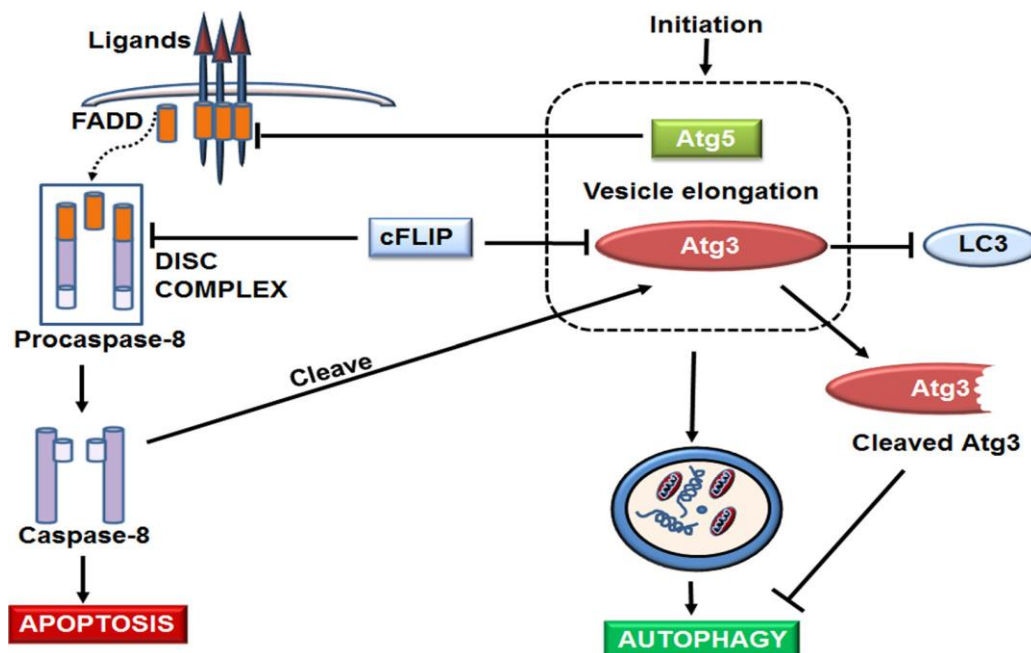 Initiation
Ligands
FADD
Atg5
Vesicle elongation
cFLIP
Atg3
LC3
DISC
COMPLEX
Procaspase-8
Cleave
Atg3
Cleaved Atg3
Caspase-8
APOPTOSIS
AUTOPHAGY